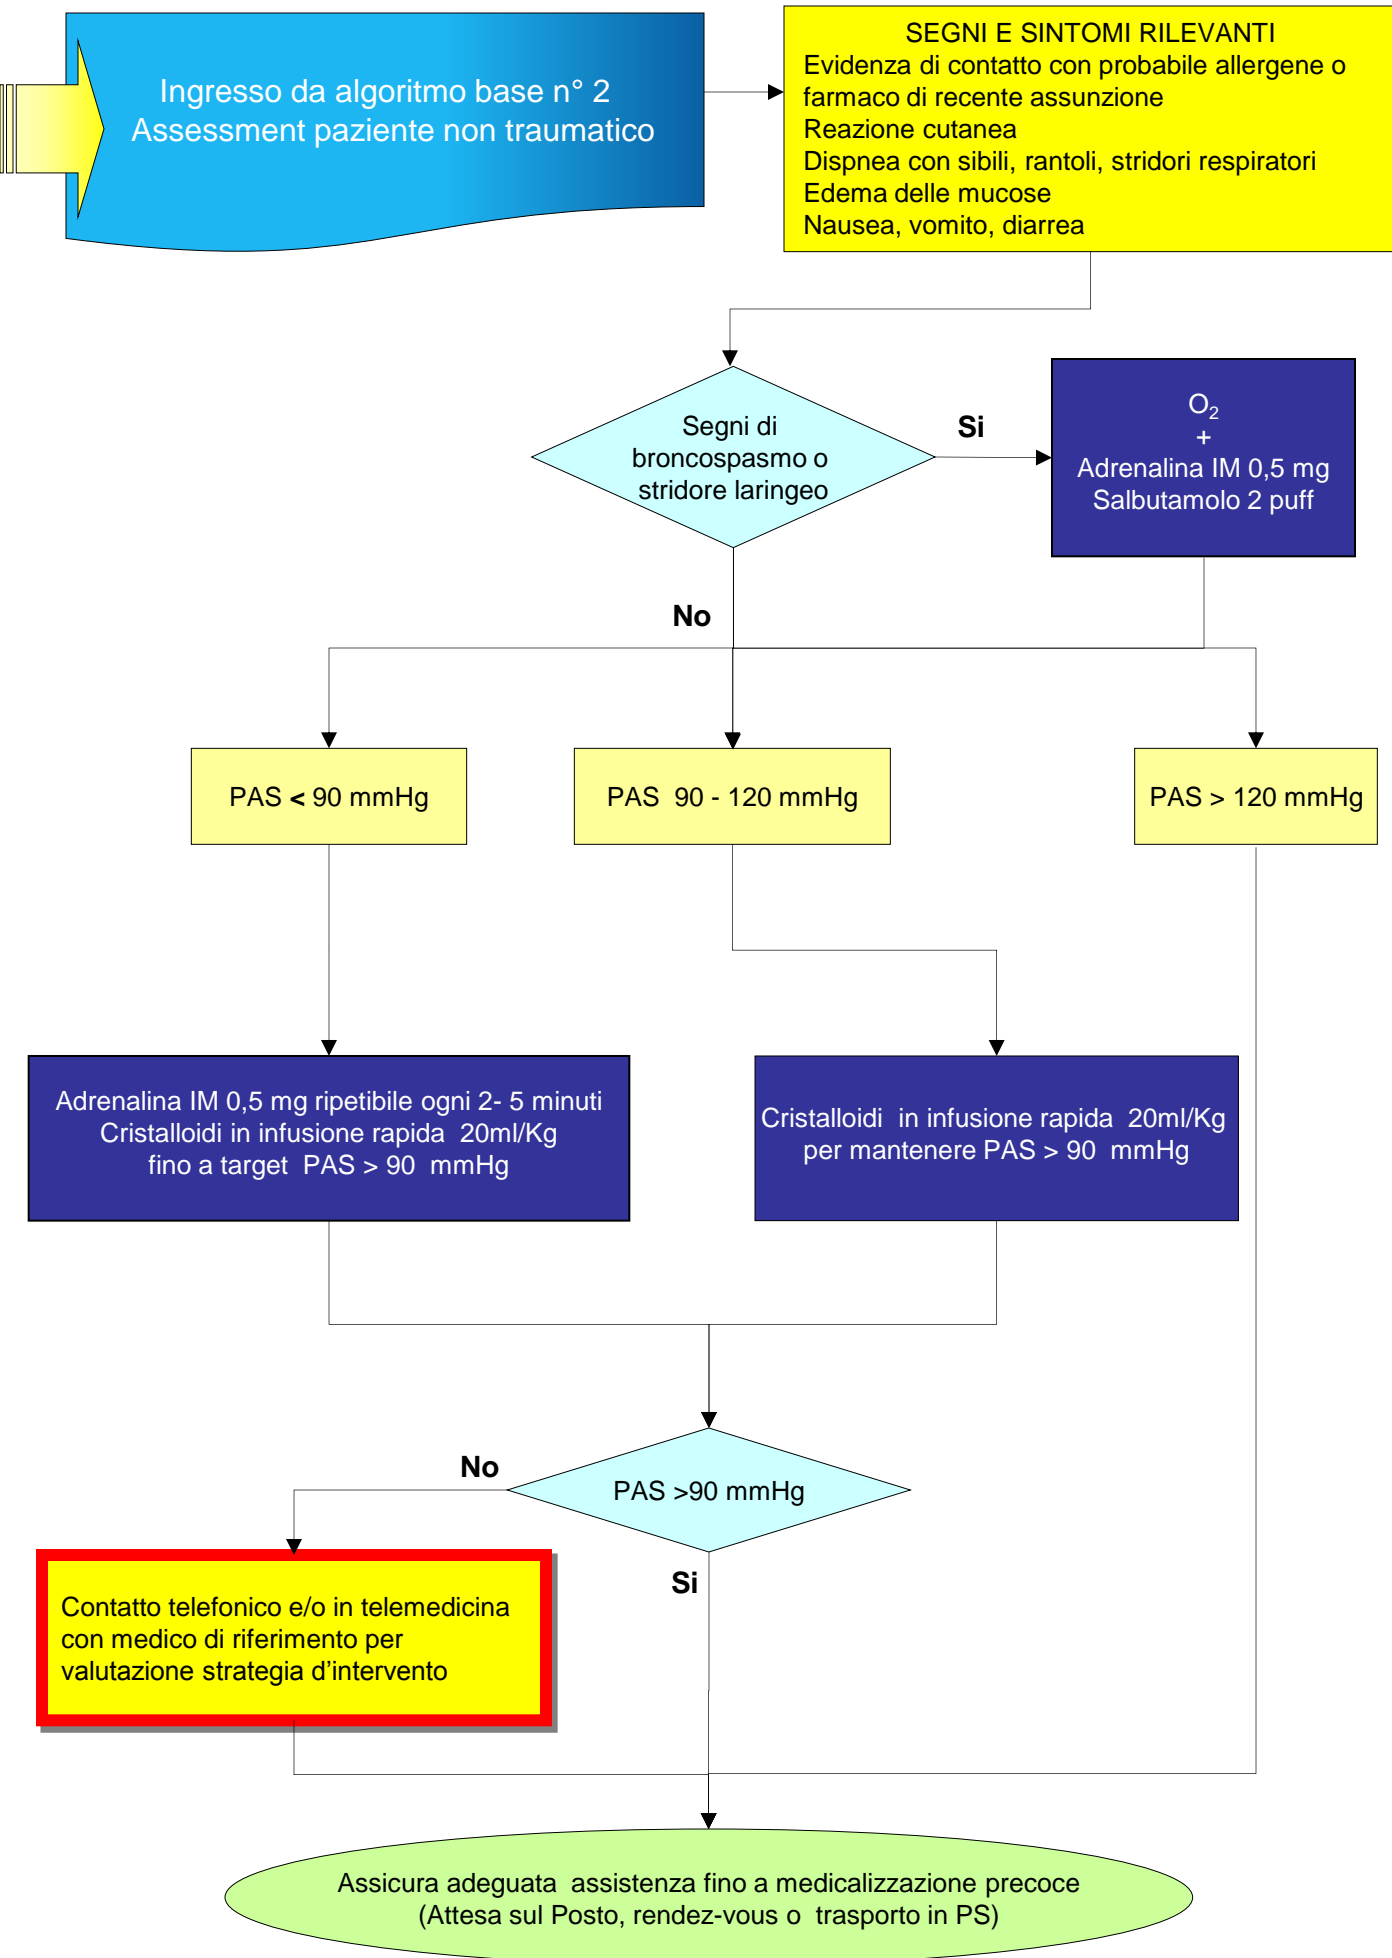 Ingresso da algoritmo base n° 2
Assessment paziente non traumatico
SEGNI E SINTOMI RILEVANTI
Evidenza di contatto con probabile allergene o
farmaco di recente assunzione
Reazione cutanea
Dispnea con sibili, rantoli, stridori respiratori
Edema delle mucose
Nausea, vomito, diarrea
Segni di
broncospasmo o
stridore laringeo
Si
O₂
+
Adrenalina IM 0,5 mg
Salbutamolo 2 puff
No
PAS < 90 mmHg
PAS 90 - 120 mmHg
PAS > 120 mmHg
Adrenalina IM 0,5 mg ripetibile ogni 2- 5 minuti
Cristalloidi in infusione rapida 20ml/Kg
fino a target PAS > 90 mmHg
Cristalloidi in infusione rapida 20ml/Kg
per mantenere PAS > 90 mmHg
No
PAS >90 mmHg
Si
Contatto telefonico e/o in telemedicina
con medico di riferimento per
valutazione strategia d'intervento
Assicura adeguata assistenza fino a medicalizzazione precoce
(Attesa sul Posto, rendez-vous o trasporto in PS)